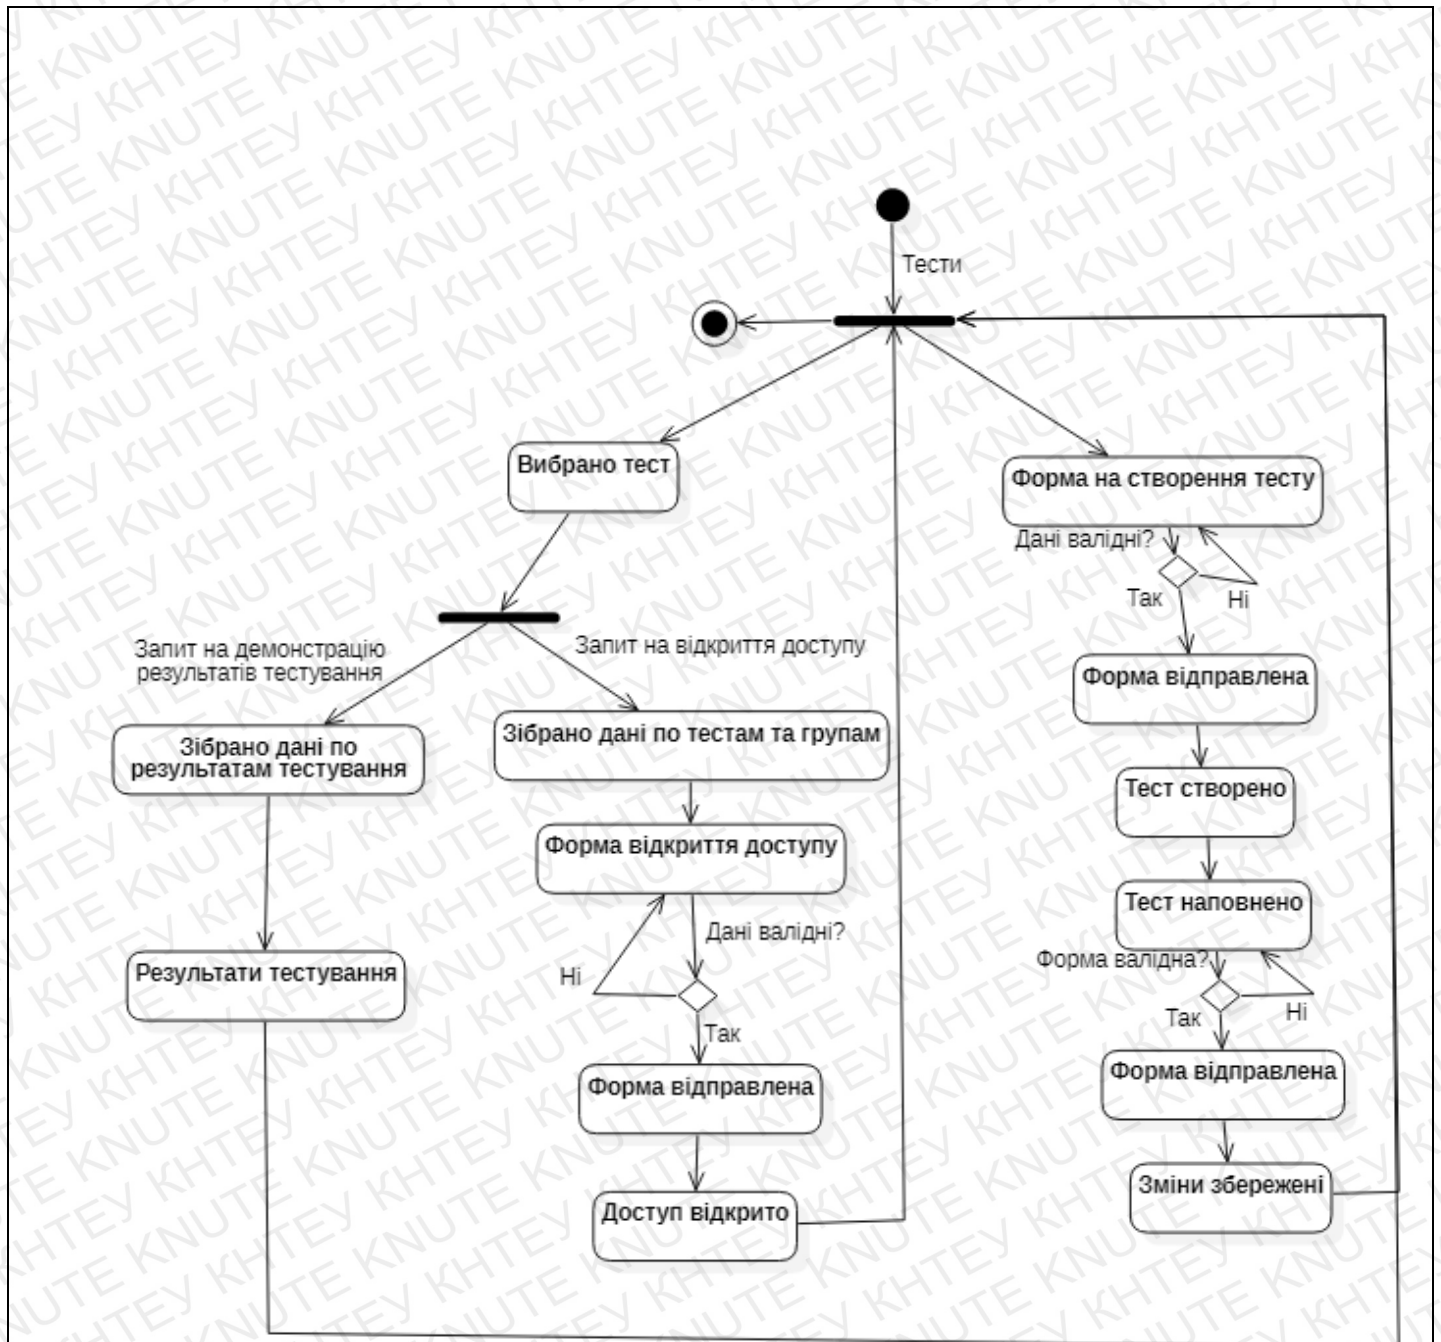 Тести
Вибрано тест
Форма на створення тесту
Дані валідні?
Так
Ні
Запит на демонстрацію
результатів тестування
Запит на відкриття доступу
Форма відправлена
Зібрано дані по
результатам тестування
Зібрано дані по тестам та групам
Тест створено
Форма відкриття доступу
Тест наповнено
Дані валідні?
Форма валідна?
Результати тестування
Ні
Так
Ні
Так
Форма відправлена
Форма відправлена
Зміни збережені
Доступ відкрито
KNUTE КНТЕУ